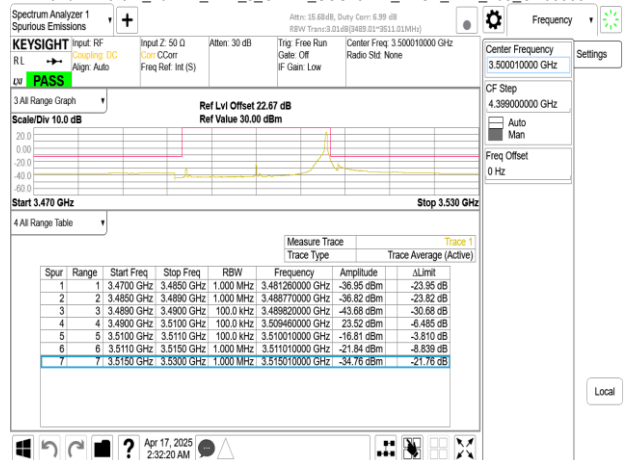 Spectrum Analyzer 1
Spurious Emissions
Attn: 15.68dB, Duty Corr: 6.99 dB
RBW Trans:3.01dB(3489.01~3511.01MHz)
Frequency
KEYSIGHT
Input: RF
Input Z: 50 Ω
Atten: 30 dB
Trig: Free Run
Center Freq: 3.500010000 GHz
RL
Coupling: DC
Corr CCorr
Gate: Off
Radio Std: None
Align: Auto
Freq Ref: Int (S)
IF Gain: Low
LXI
PASS
Center Frequency
3.500010000 GHz
Settings
CF Step
4.399000000 GHz
Auto
Man
Freq Offset
0 Hz
3 All Range Graph
Ref Lvl Offset 22.67 dB
Scale/Div 10.0 dB
Ref Value 30.00 dBm
20.0
0.00
-20.0
-40.0
-60.0
Start 3.470 GHz
Stop 3.530 GHz
4 All Range Table
Measure Trace
Trace 1
Trace Type
Trace Average (Active)
Spur Range Start Freq Stop Freq RBW Frequency Amplitude ΔLimit
1 1 3.4700 GHz 3.4850 GHz 1.000 MHz 3.481260000 GHz -36.95 dBm -23.95 dB
2 2 3.4850 GHz 3.4890 GHz 1.000 MHz 3.488770000 GHz -36.82 dBm -23.82 dB
3 3 3.4890 GHz 3.4900 GHz 100.0 kHz 3.489820000 GHz -43.68 dBm -30.68 dB
4 4 3.4900 GHz 3.5100 GHz 100.0 kHz 3.509460000 GHz 23.52 dBm -6.485 dB
5 5 3.5100 GHz 3.5110 GHz 100.0 kHz 3.510010000 GHz -16.81 dBm -3.810 dB
6 6 3.5110 GHz 3.5150 GHz 1.000 MHz 3.511010000 GHz -21.84 dBm -8.839 dB
7 7 3.5150 GHz 3.5300 GHz 1.000 MHz 3.515010000 GHz -34.76 dBm -21.76 dB
Local
?
Apr 17, 2025
2:32:20 AM